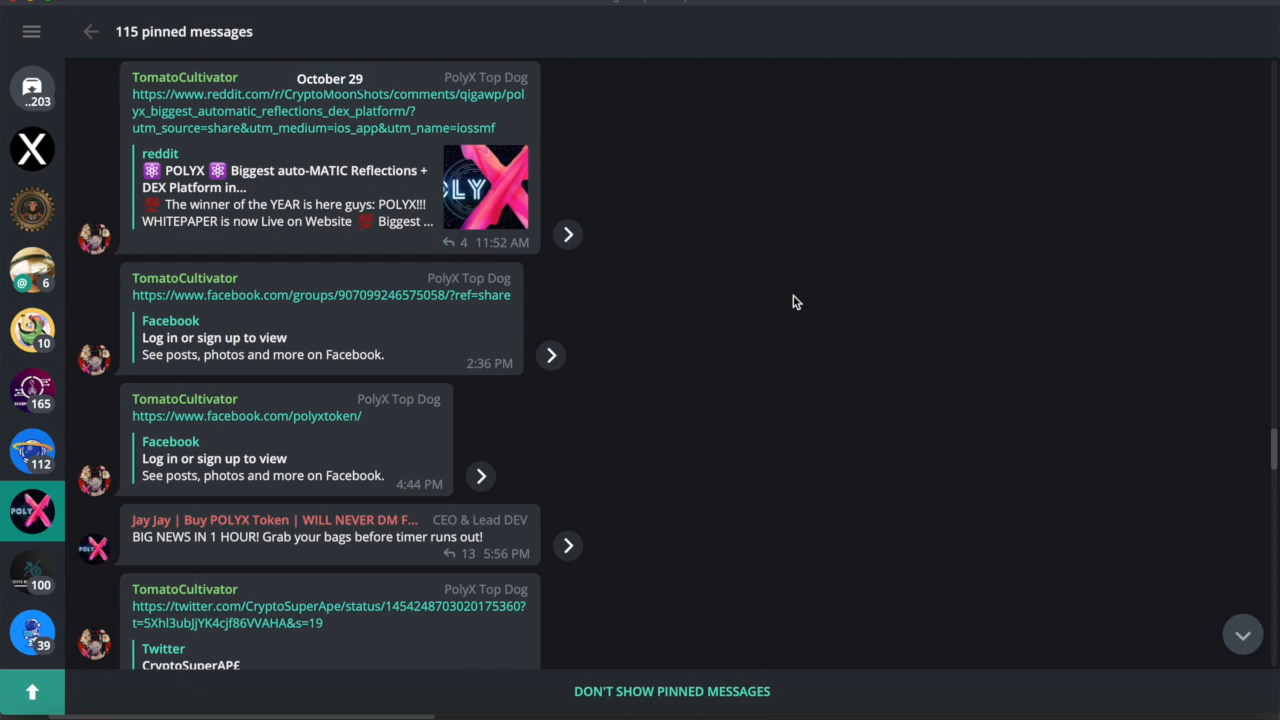 115 pinned messages
..203
@ 6
10
165
112
POLYX
100
39
October 29
TomatoCultivator PolyX Top Dog
https://www.reddit.com/r/CryptoMoonShots/comments/qigawp/pol
yx_biggest_automatic_reflections_dex_platform/?
utm_source=share&utm_medium=ios_app&utm_name=iossmf
reddit
⚛️ POLYX ⚛️ Biggest auto-MATIC Reflections +
DEX Platform in...
💯 The winner of the YEAR is here guys: POLYX!!!
WHITEPAPER is now Live on Website 💯 Biggest ...
LY
4 11:52 AM
TomatoCultivator PolyX Top Dog
https://www.facebook.com/groups/907099246575058/?ref=share
Facebook
Log in or sign up to view
See posts, photos and more on Facebook.
2:36 PM
TomatoCultivator PolyX Top Dog
https://www.facebook.com/polyxtoken/
Facebook
Log in or sign up to view
See posts, photos and more on Facebook.
4:44 PM
Jay Jay | Buy POLYX Token | WILL NEVER DM F... CEO & Lead DEV
BIG NEWS IN 1 HOUR! Grab your bags before timer runs out!
13 5:56 PM
TomatoCultivator PolyX Top Dog
https://twitter.com/CryptoSuperApe/status/1454248703020175360?
t=5Xhl3ubJjYK4cjf86VVAHA&s=19
Twitter
CryptoSuperAP£
DON'T SHOW PINNED MESSAGES